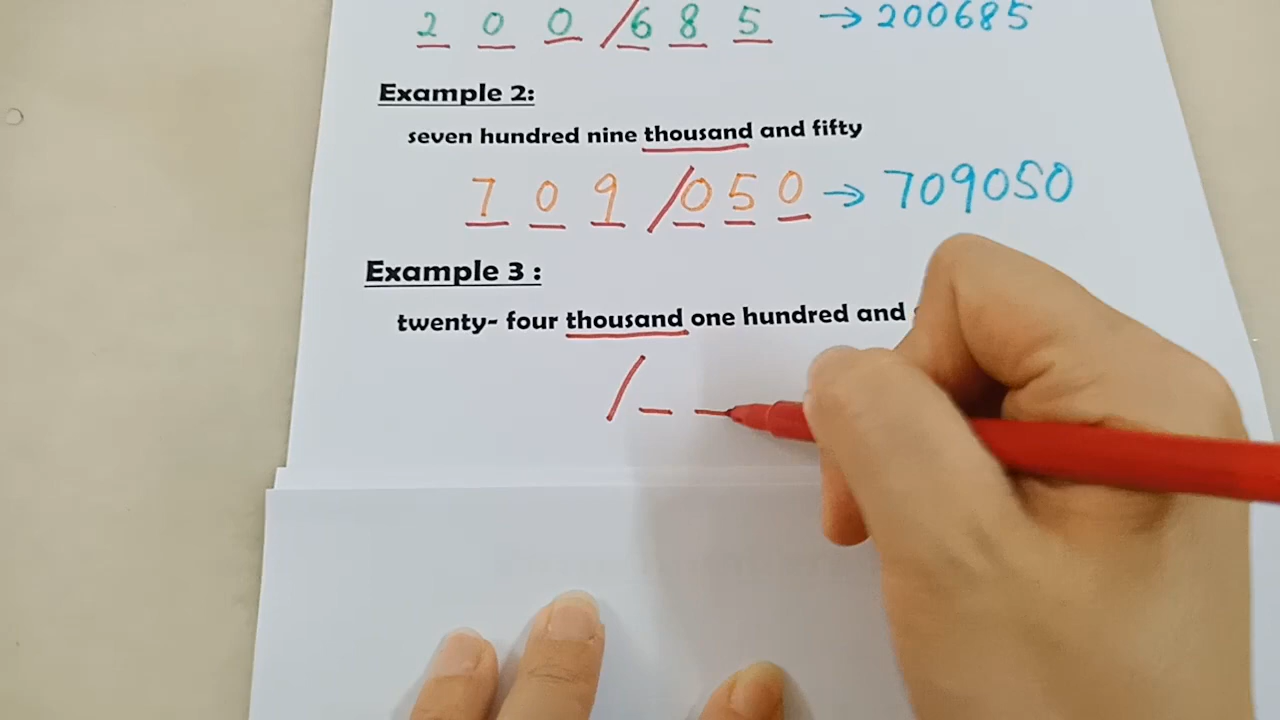 2 0 0 / 6 8 5 → 200685
Example 2:
seven hundred nine thousand and fifty
7 0 9 / 0 5 0 → 709050
Example 3 :
twenty- four thousand one hundred and
/ _ _